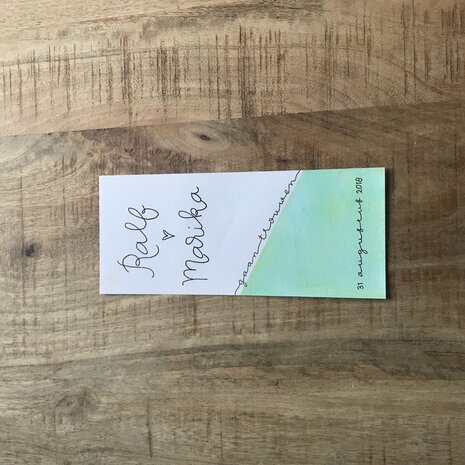 Ralf
♡
Marika
gaan trouwen
31 augustus 2018